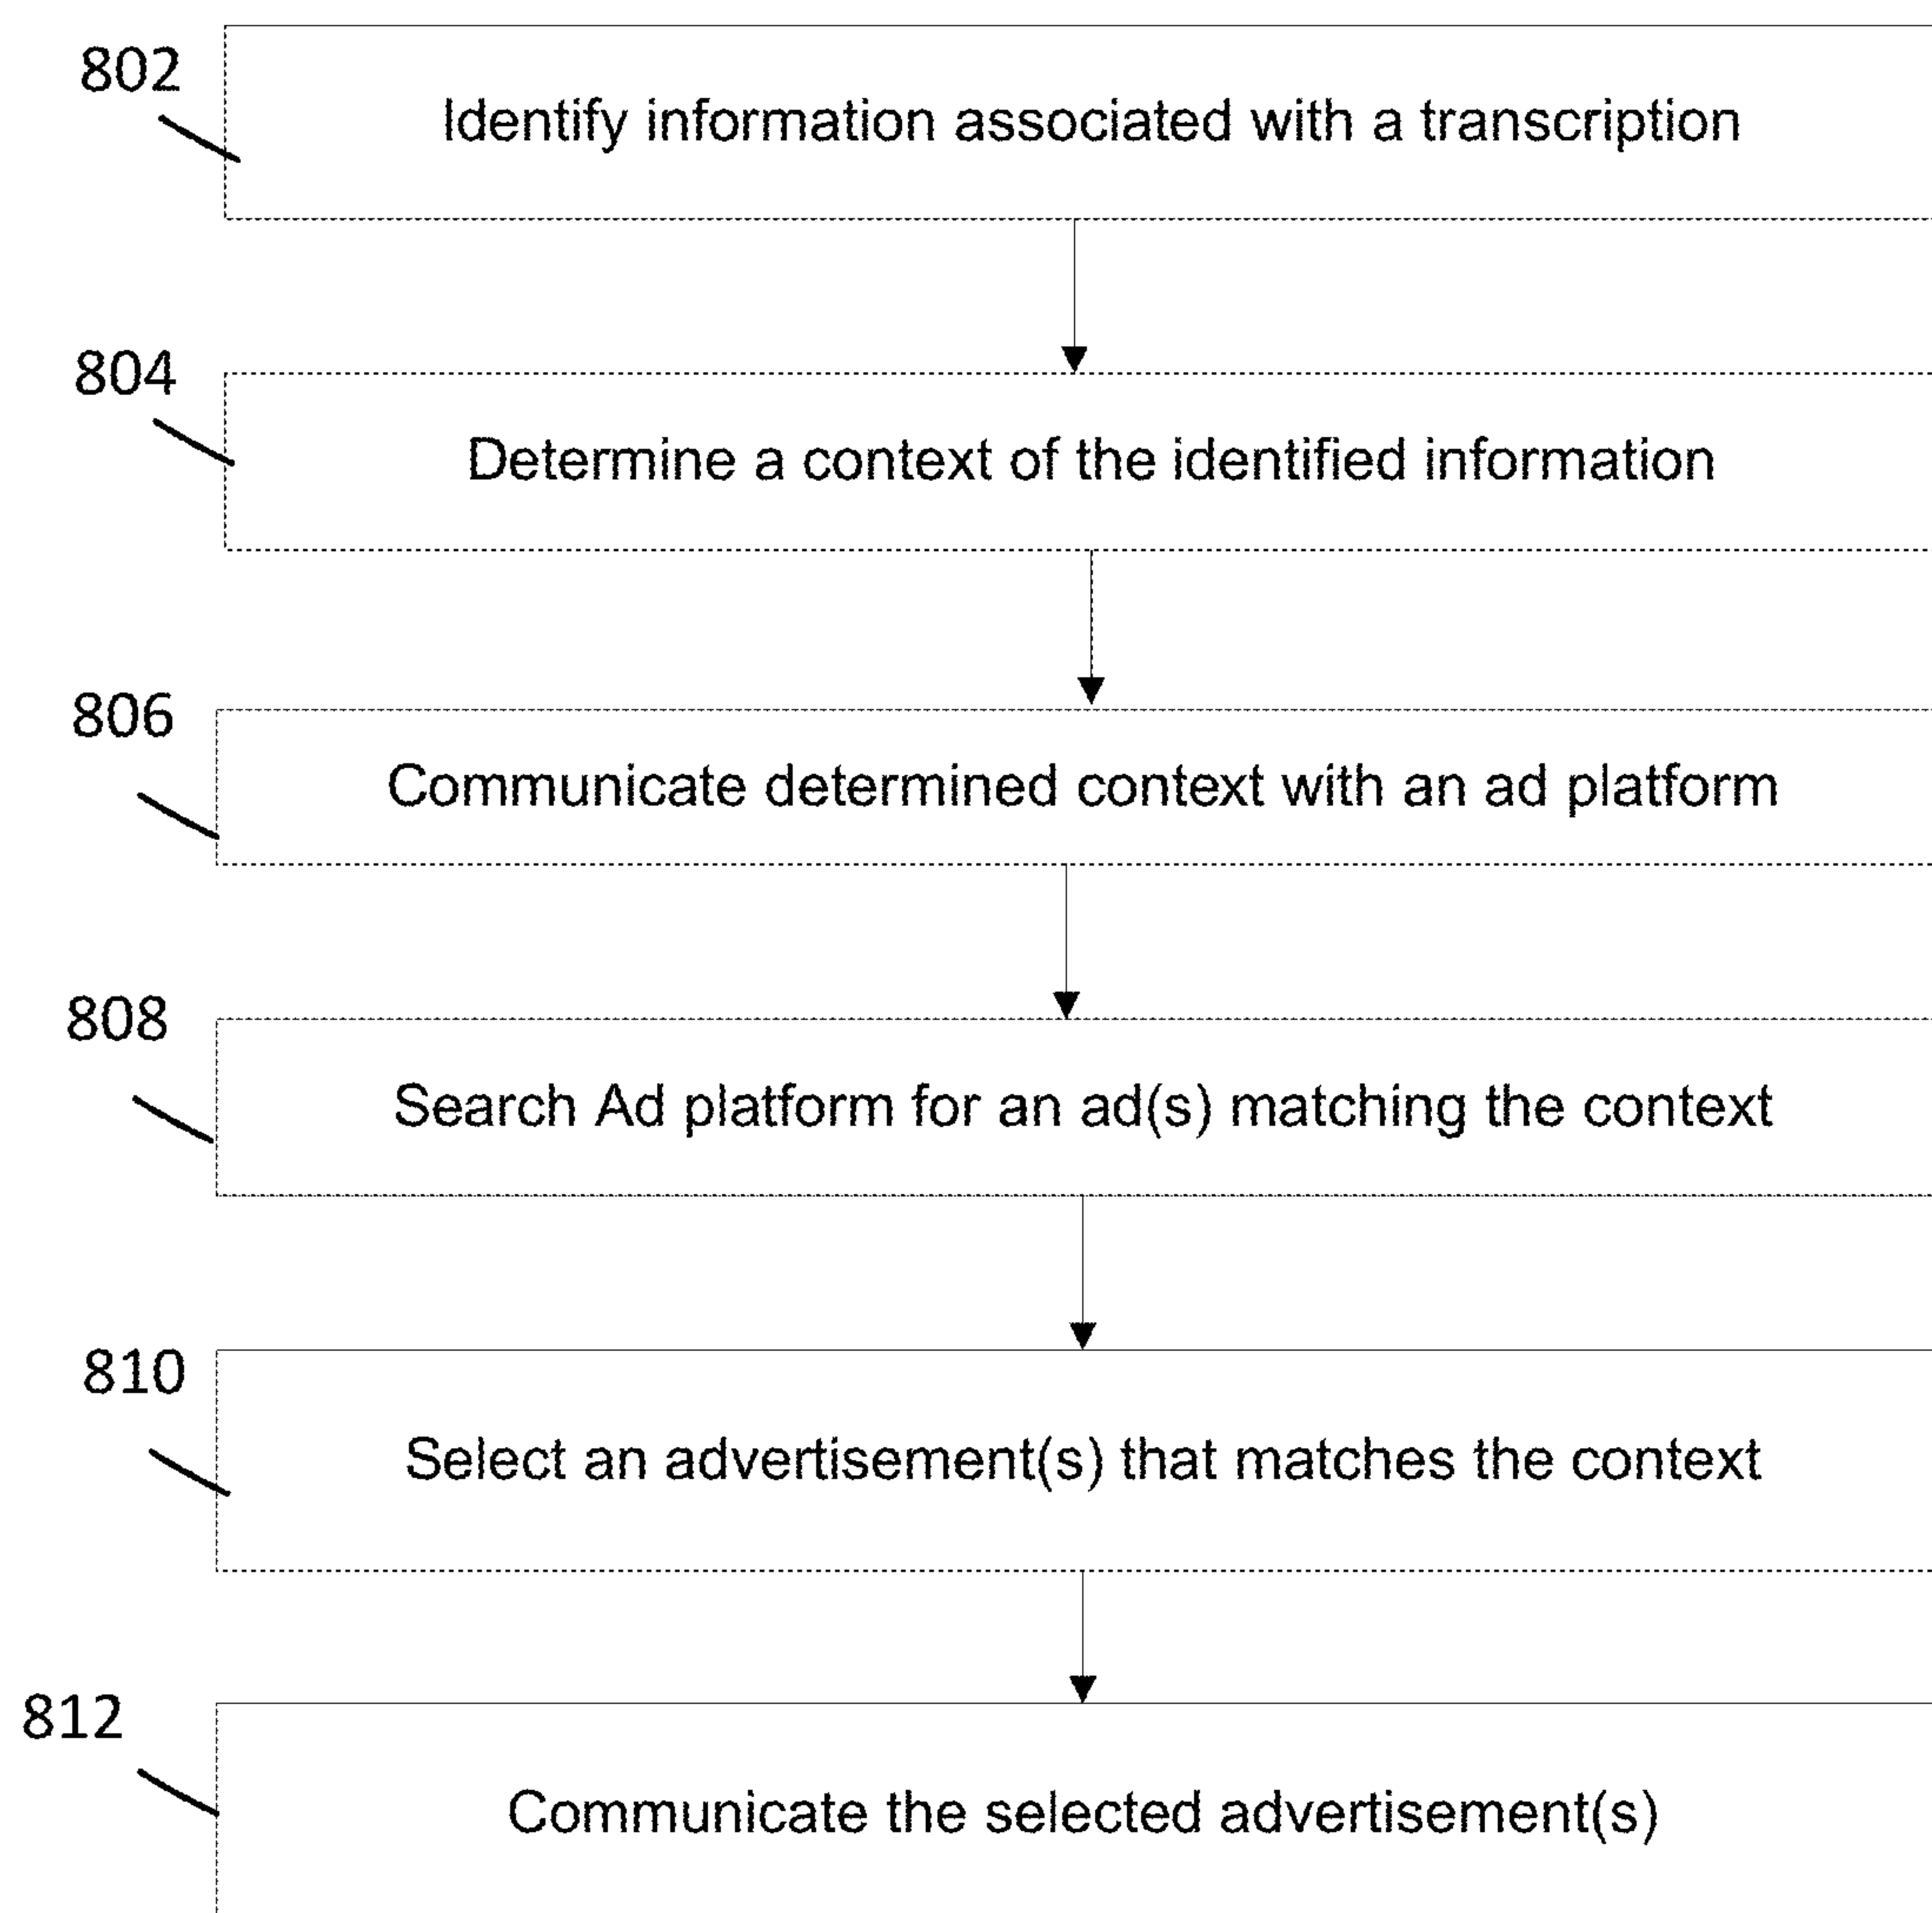 802
Identify information associated with a transcription
804
Determine a context of the identified information
806
Communicate determined context with an ad platform
808
Search Ad platform for an ad(s) matching the context
810
Select an advertisement(s) that matches the context
812
Communicate the selected advertisement(s)